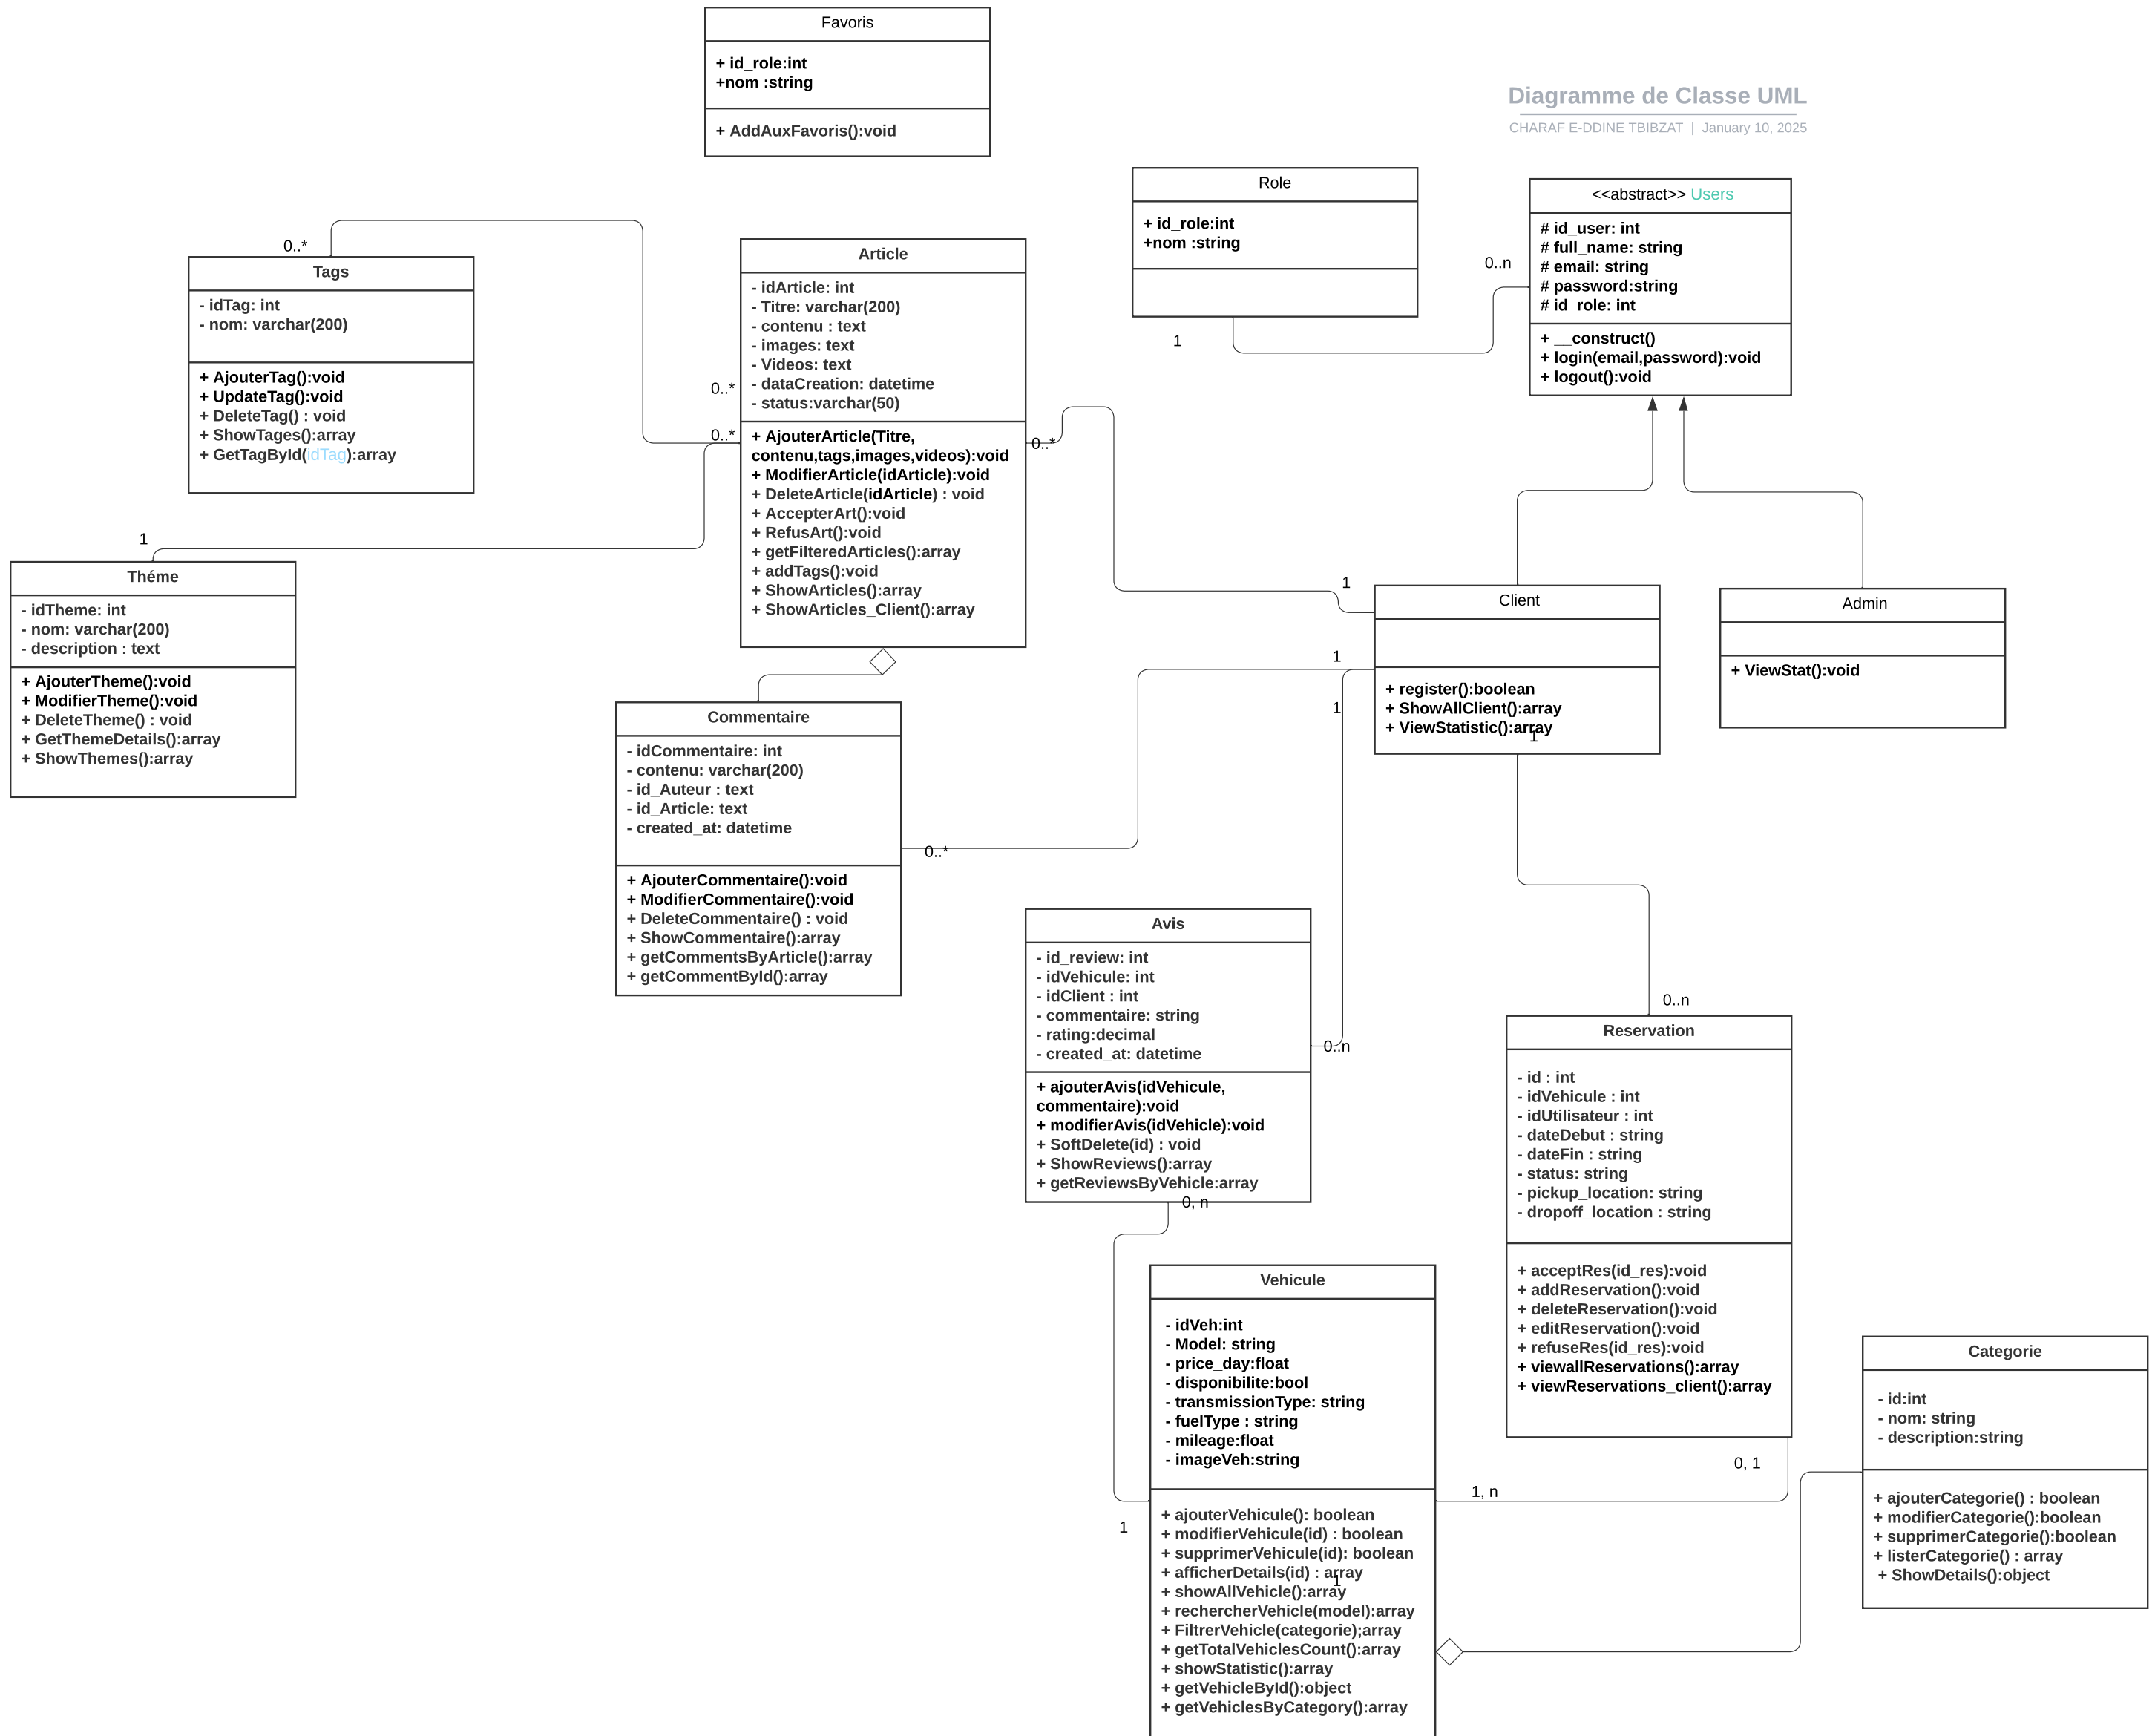 Favoris
+ id_role:int
+nom :string
+ AddAuxFavoris():void
Diagramme de Classe UML
CHARAF E-DDINE TBIBZAT | January 10, 2025
Role
+ id_role:int
+nom :string
1
<<abstract>> Users
# id_user: int
# full_name: string
# email: string
# password:string
# id_role: int
+ __construct()
+ login(email,password):void
+ logout():void
0..n
0..*
Tags
- idTag: int
- nom: varchar(200)
+ AjouterTag():void
+ UpdateTag():void
+ DeleteTag() : void
+ ShowTages():array
+ GetTagById(idTag):array
Article
- idArticle: int
- Titre: varchar(200)
- contenu : text
- images: text
- Videos: text
- dataCreation: datetime
- status:varchar(50)
+ AjouterArticle(Titre,
contenu,tags,images,videos):void
+ ModifierArticle(idArticle):void
+ DeleteArticle(idArticle) : void
+ AccepterArt():void
+ RefusArt():void
+ getFilteredArticles():array
+ addTags():void
+ ShowArticles():array
+ ShowArticles_Client():array
0..*
0..*
0..*
1
Théme
- idTheme: int
- nom: varchar(200)
- description : text
+ AjouterTheme():void
+ ModifierTheme():void
+ DeleteTheme() : void
+ GetThemeDetails():array
+ ShowThemes():array
1
1
1
Client
+ register():boolean
+ ShowAllClient():array
+ ViewStatistic():array
1
Admin
+ ViewStat():void
Commentaire
- idCommentaire: int
- contenu: varchar(200)
- id_Auteur : text
- id_Article: text
- created_at: datetime
+ AjouterCommentaire():void
+ ModifierCommentaire():void
+ DeleteCommentaire() : void
+ ShowCommentaire():array
+ getCommentsByArticle():array
+ getCommentById():array
0..*
Avis
- id_review: int
- idVehicule: int
- idClient : int
- commentaire: string
- rating:decimal
- created_at: datetime
+ ajouterAvis(idVehicule,
commentaire):void
+ modifierAvis(idVehicle):void
+ SoftDelete(id) : void
+ ShowReviews():array
+ getReviewsByVehicle:array
0..n
0, n
0..n
Reservation
- id : int
- idVehicule : int
- idUtilisateur : int
- dateDebut : string
- dateFin : string
- status: string
- pickup_location: string
- dropoff_location : string
+ acceptRes(id_res):void
+ addReservation():void
+ deleteReservation():void
+ editReservation():void
+ refuseRes(id_res):void
+ viewallReservations():array
+ viewReservations_client():array
0, 1
1, n
Vehicule
- idVeh:int
- Model: string
- price_day:float
- disponibilite:bool
- transmissionType: string
- fuelType : string
- mileage:float
- imageVeh:string
+ ajouterVehicule(): boolean
+ modifierVehicule(id) : boolean
+ supprimerVehicule(id): boolean
+ afficherDetails(id) : array
+ showAllVehicle():array
+ rechercherVehicle(model):array
+ FiltrerVehicle(categorie);array
+ getTotalVehiclesCount():array
+ showStatistic():array
+ getVehicleById():object
+ getVehiclesByCategory():array
1
1
Categorie
- id:int
- nom: string
- description:string
+ ajouterCategorie() : boolean
+ modifierCategorie():boolean
+ supprimerCategorie():boolean
+ listerCategorie() : array
+ ShowDetails():object